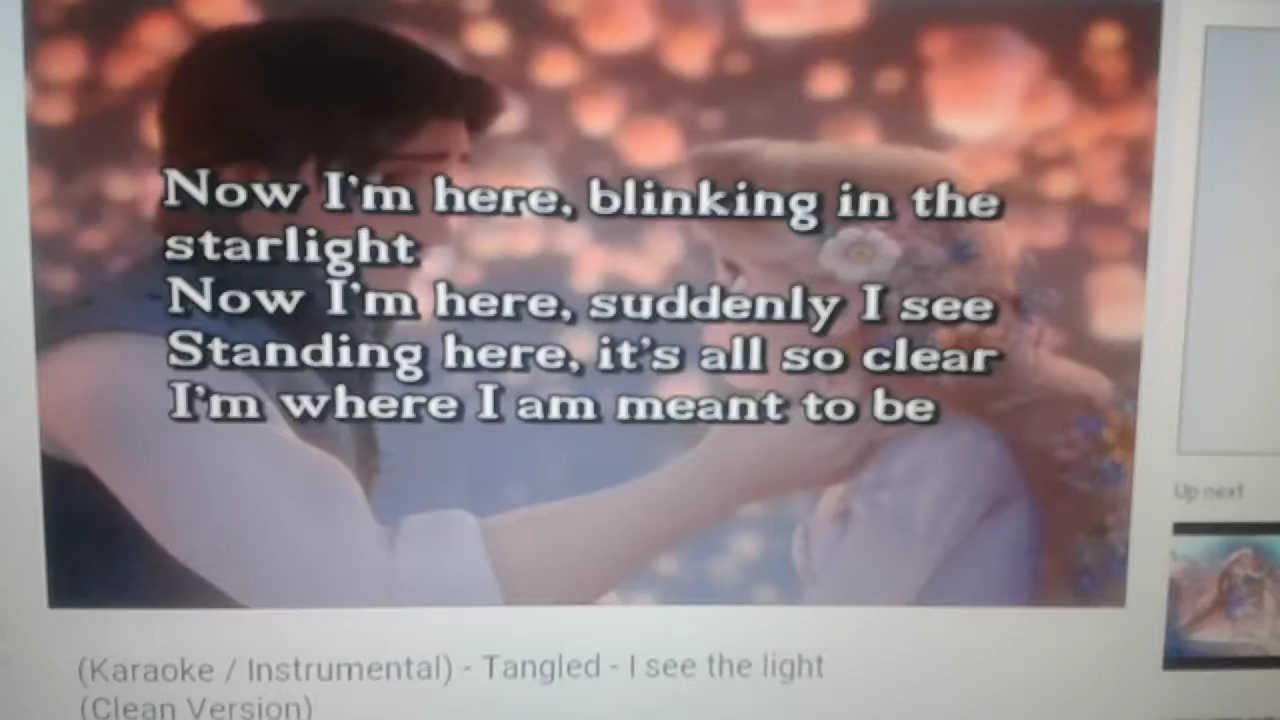 Now I'm here, blinking in the
starlight
Now I'm here, suddenly I see
Standing here, it's all so clear
I'm where I am meant to be
Up next
(Karaoke / Instrumental) - Tangled - I see the light
(Clean Version)